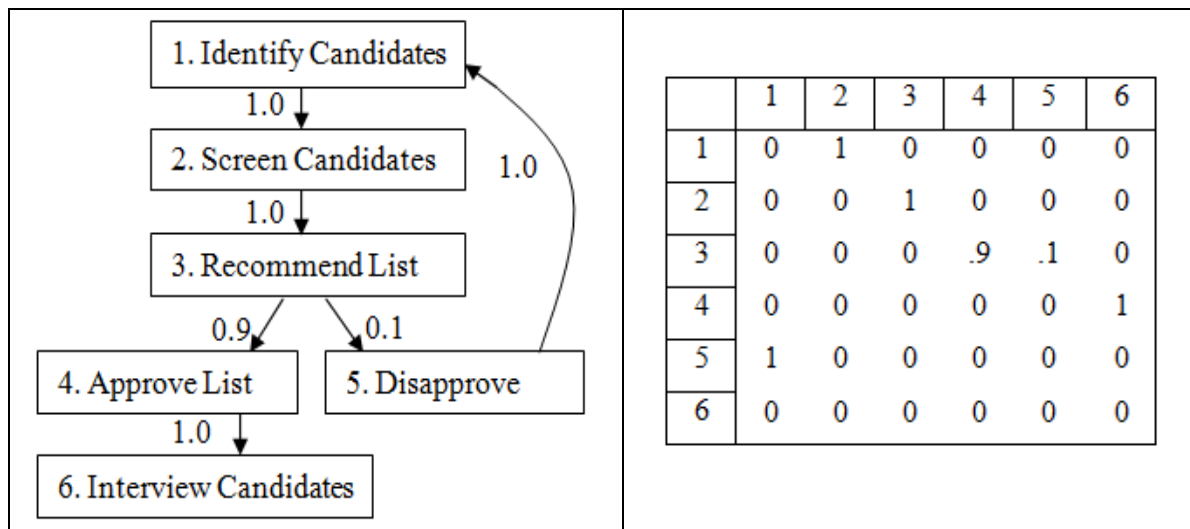 1. Identify Candidates
1.0
2. Screen Candidates
1.0
1.0
3. Recommend List
0.9
0.1
4. Approve List
5. Disapprove
1.0
6. Interview Candidates
1 2 3 4 5 6
1 0 1 0 0 0 0
2 0 0 1 0 0 0
3 0 0 0 .9 .1 0
4 0 0 0 0 0 1
5 1 0 0 0 0 0
6 0 0 0 0 0 0